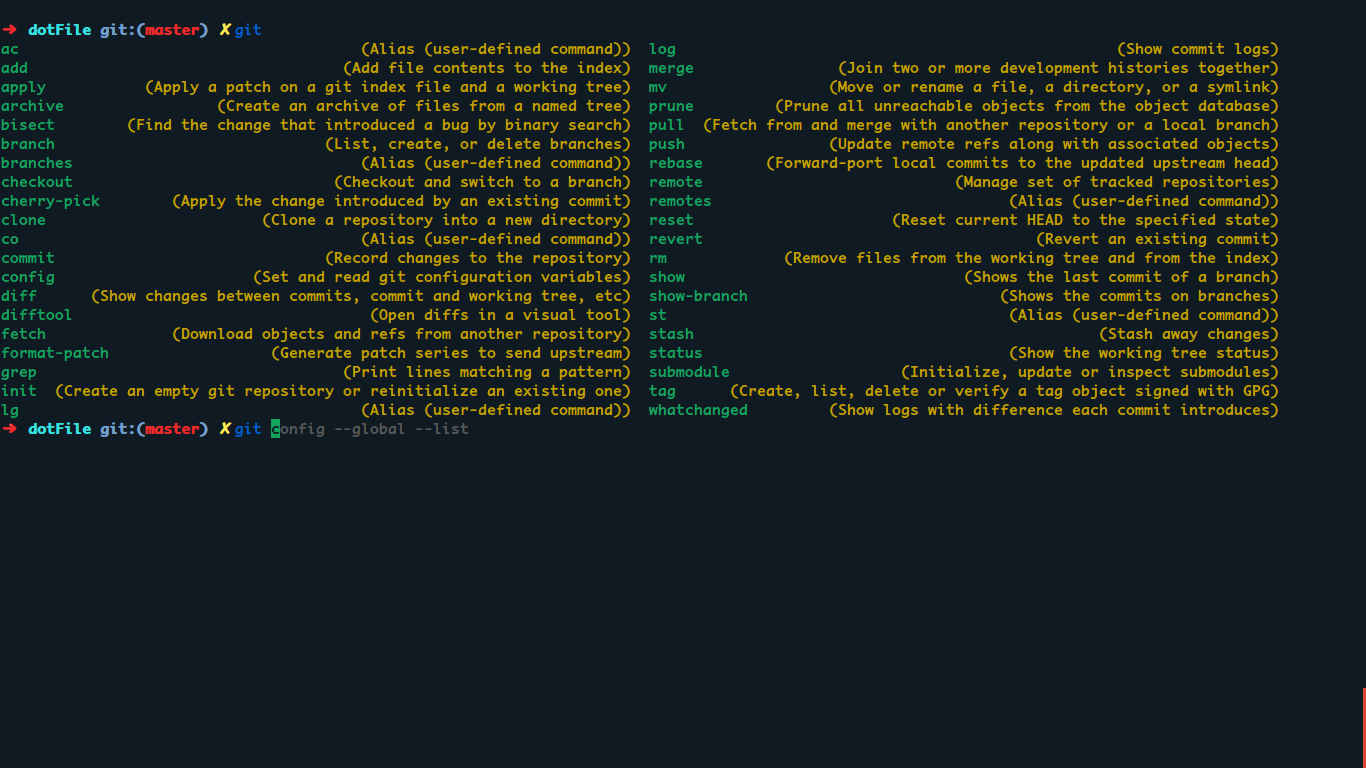 ➜ dotFile git:(master) ✗git
ac (Alias (user-defined command)) log (Show commit logs)
add (Add file contents to the index) merge (Join two or more development histories together)
apply (Apply a patch on a git index file and a working tree) mv (Move or rename a file, a directory, or a symlink)
archive (Create an archive of files from a named tree) prune (Prune all unreachable objects from the object database)
bisect (Find the change that introduced a bug by binary search) pull (Fetch from and merge with another repository or a local branch)
branch (List, create, or delete branches) push (Update remote refs along with associated objects)
branches (Alias (user-defined command)) rebase (Forward-port local commits to the updated upstream head)
checkout (Checkout and switch to a branch) remote (Manage set of tracked repositories)
cherry-pick (Apply the change introduced by an existing commit) remotes (Alias (user-defined command))
clone (Clone a repository into a new directory) reset (Reset current HEAD to the specified state)
co (Alias (user-defined command)) revert (Revert an existing commit)
commit (Record changes to the repository) rm (Remove files from the working tree and from the index)
config (Set and read git configuration variables) show (Shows the last commit of a branch)
diff (Show changes between commits, commit and working tree, etc) show-branch (Shows the commits on branches)
difftool (Open diffs in a visual tool) st (Alias (user-defined command))
fetch (Download objects and refs from another repository) stash (Stash away changes)
format-patch (Generate patch series to send upstream) status (Show the working tree status)
grep (Print lines matching a pattern) submodule (Initialize, update or inspect submodules)
init (Create an empty git repository or reinitialize an existing one) tag (Create, list, delete or verify a tag object signed with GPG)
lg (Alias (user-defined command)) whatchanged (Show logs with difference each commit introduces)
➜ dotFile git:(master) ✗git config --global --list